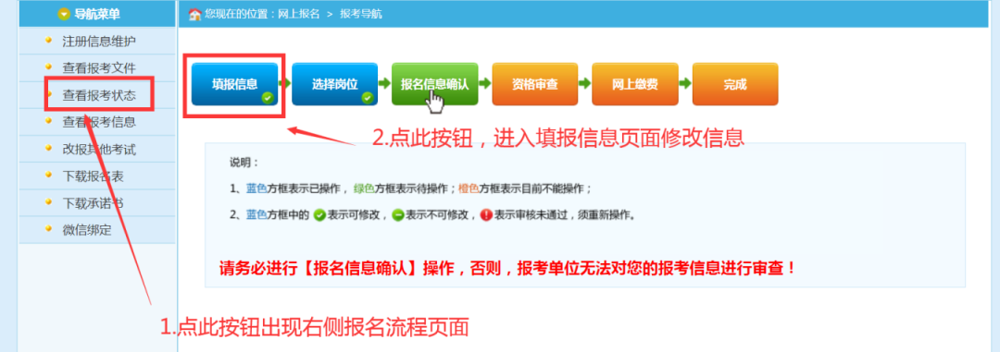 导航菜单
您现在的位置：网上报名 > 报考导航
注册信息维护
查看报考文件
查看报考状态
查看报考信息
改报其他考试
下载报名表
下载承诺书
微信绑定
填报信息
选择岗位
报名信息确认
资格审查
网上缴费
完成
2.点此按钮，进入填报信息页面修改信息
说明：
1、蓝色方框表示已操作，绿色方框表示待操作；橙色方框表示目前不能操作；
2、蓝色方框中的 表示可修改， 表示不可修改， 表示审核未通过，须重新操作。
请务必进行【报名信息确认】操作，否则，报考单位无法对您的报考信息进行审查！
1.点此按钮出现右侧报名流程页面